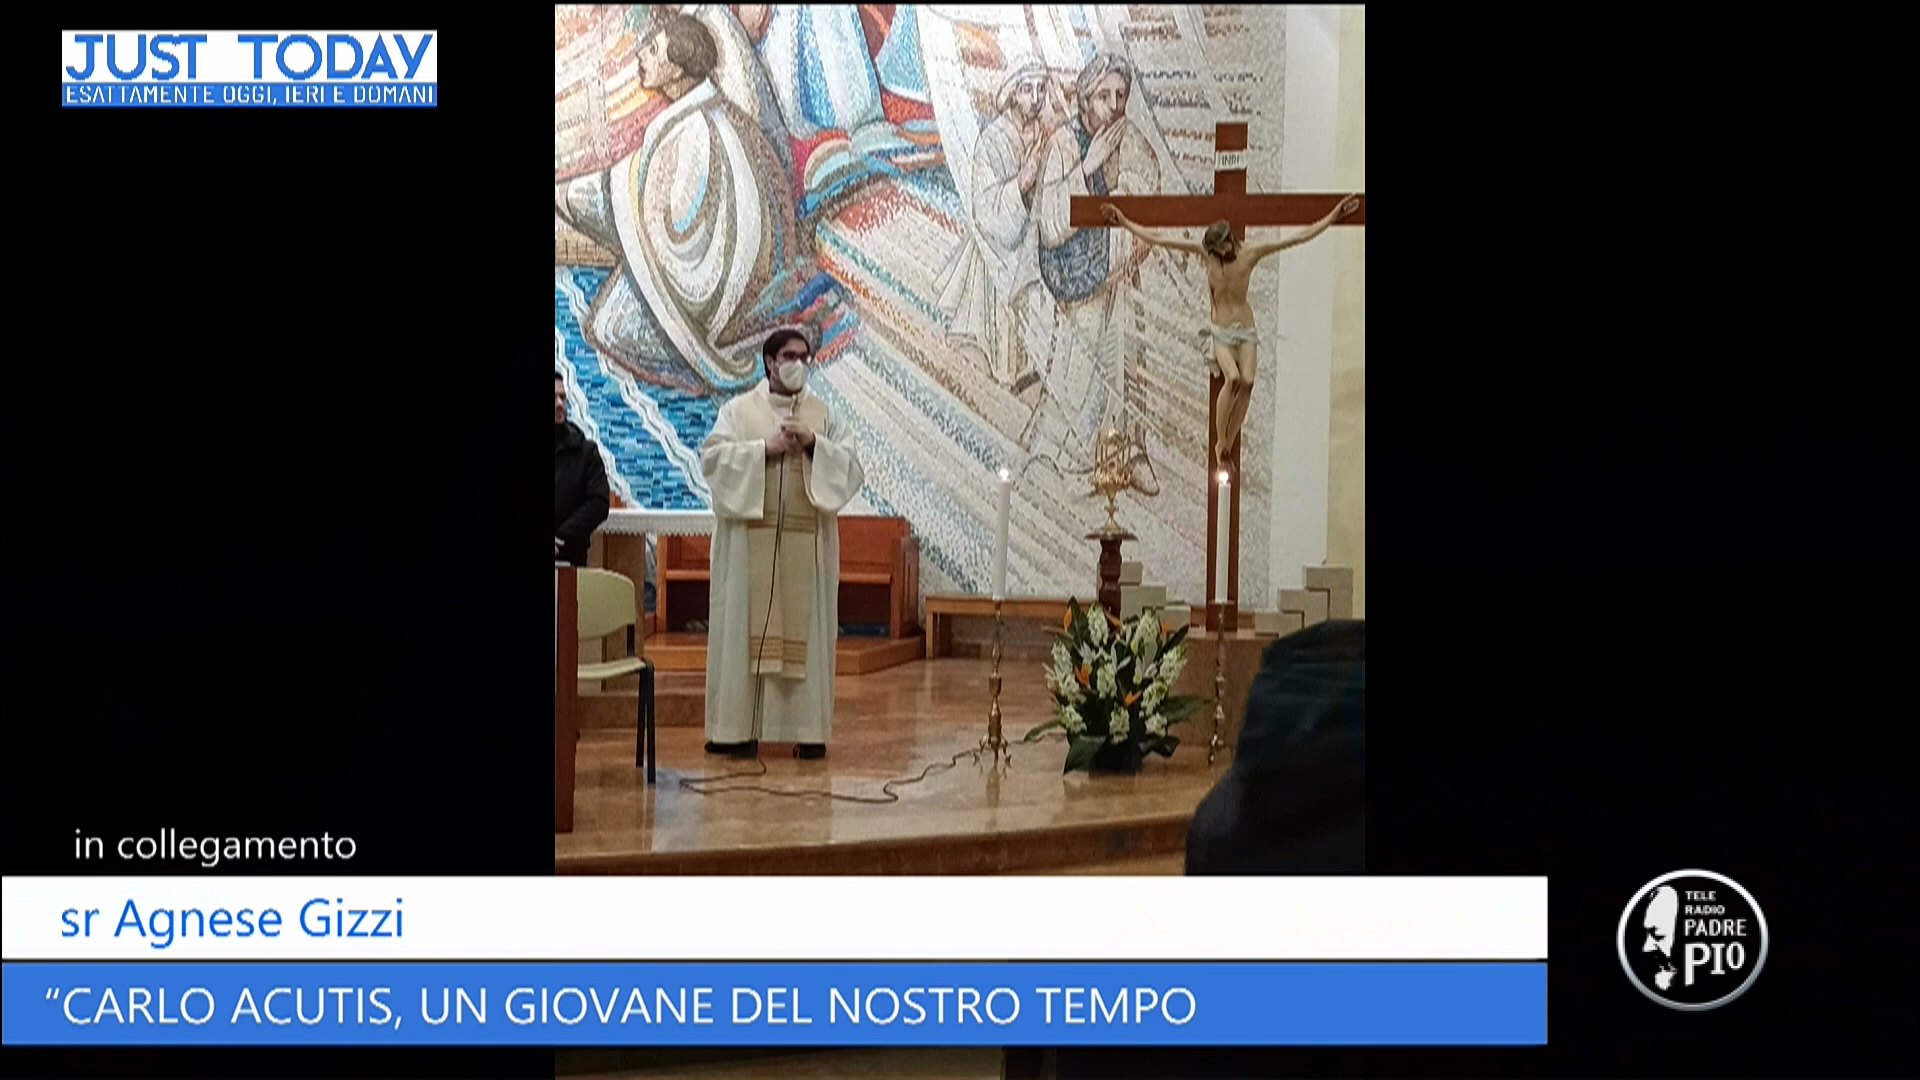 JUST TODAY
ESATTAMENTE OGGI, IERI E DOMANI
INRI
in collegamento
sr Agnese Gizzi
“CARLO ACUTIS, UN GIOVANE DEL NOSTRO TEMPO
TELE
RADIO
PADRE
PIO